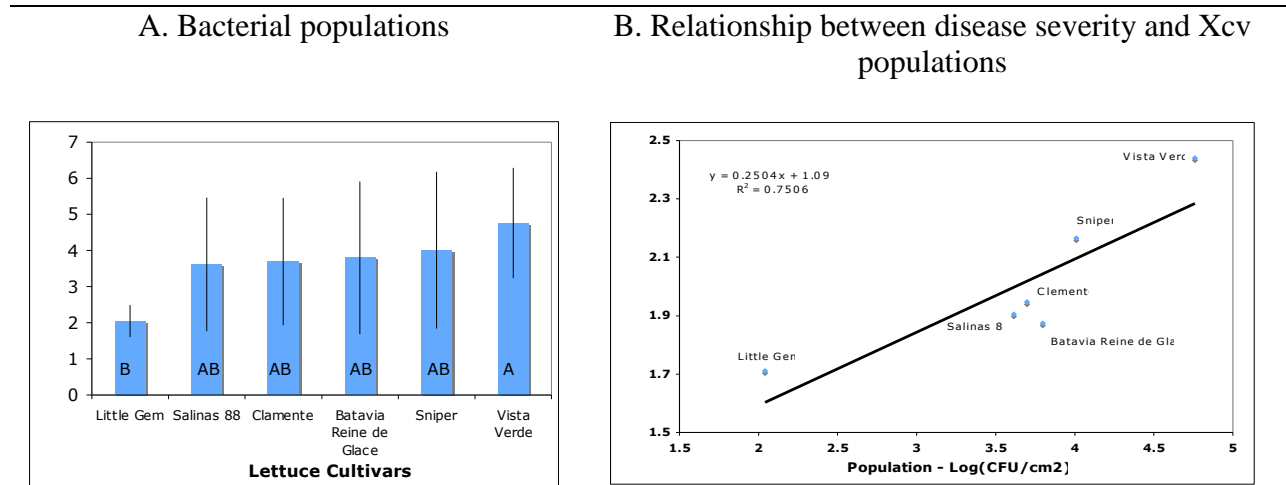 A. Bacterial populations
B. Relationship between disease severity and Xcv
populations
7
6
5
4
3
2
1
0
B
AB
AB
AB
AB
A
Little Gem
Salinas 88
Clamente
Batavia
Reine de
Glace
Sniper
Vista
Verde
Lettuce Cultivars
2.5
2.3
2.1
1.9
1.7
1.5
y = 0.2504x + 1.09
R² = 0.7506
Vista Verd
Sniper
Clement
Salinas 8
Batavia Reine de Gla
Little Gem
1.5
2
2.5
3
3.5
4
4.5
5
Population - Log(CFU/cm2)